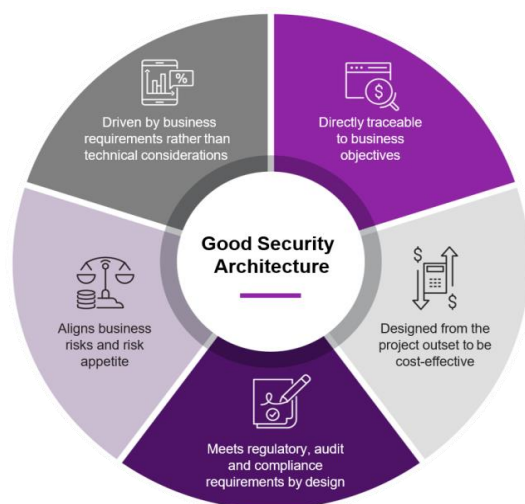 %
Driven by business
requirements rather than
technical considerations
$
Directly traceable
to business
objectives
Good Security
Architecture
Aligns business
risks and risk
appetite
$
$
Designed from the
project outset to be
cost-effective
Meets regulatory, audit
and compliance
requirements by design